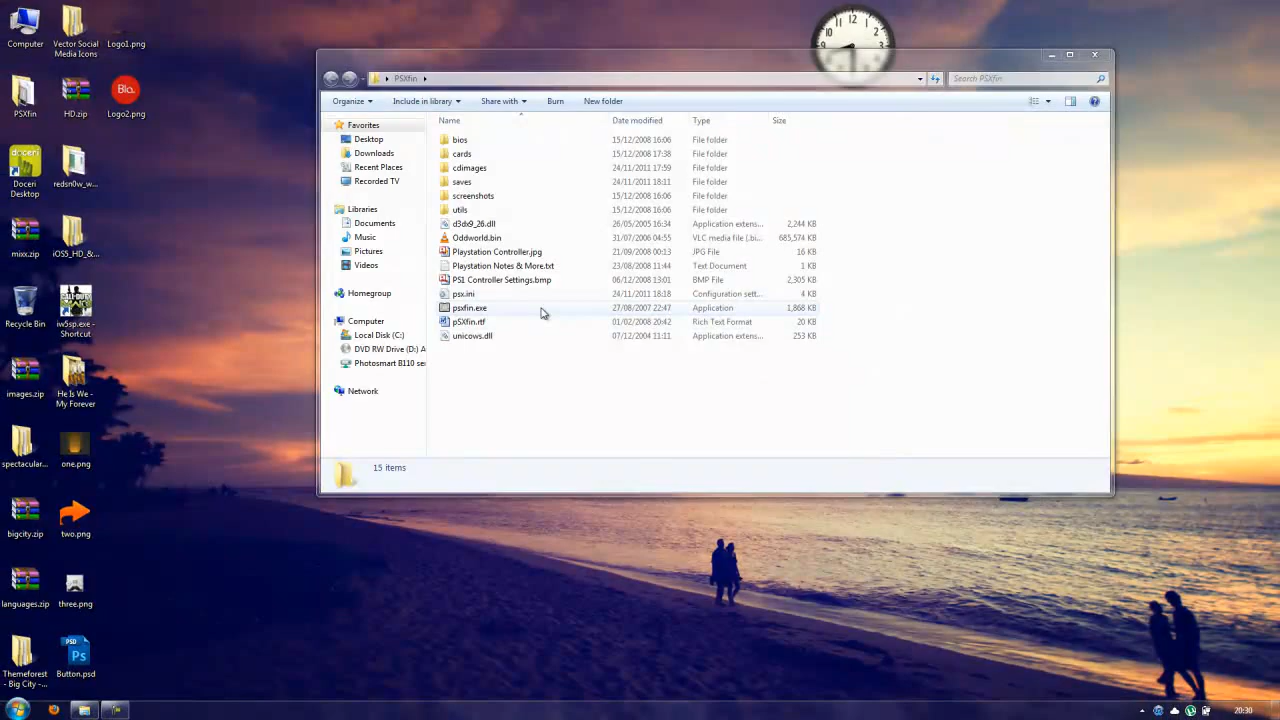 Computer
Vector Social
Media Icons
Logo1.png
PSXfin
HD.zip
Bla.
Logo2.png
doceri
Doceri
Desktop
redsn0w_w...
mixx.zip
iOS5_HD_&...
Recycle Bin
iw5sp.exe -
Shortcut
images.zip
He Is We -
My Forever
spectacular...
one.png
bigcity.zip
two.png
languages.zip
three.png
Themeforest
- Big City -...
PSD
Ps
Button.psd
12
9
3
PSXfin
Search PSXfin
Organize
Include in library
Share with
Burn
New folder
Favorites
Desktop
Downloads
Recent Places
Recorded TV
Libraries
Documents
Music
Pictures
Videos
Homegroup
Computer
Local Disk (C:)
DVD RW Drive (D:) A
Photosmart B110 ser
Network
Name Date modified Type Size
bios 15/12/2008 16:06 File folder
cards 15/12/2008 17:38 File folder
cdimages 24/11/2011 17:59 File folder
saves 24/11/2011 18:11 File folder
screenshots 15/12/2008 16:06 File folder
utils 15/12/2008 16:06 File folder
d3dx9_26.dll 26/05/2005 16:34 Application extens... 2,244 KB
Oddworld.bin 31/07/2006 04:55 VLC media file (.bi... 685,574 KB
Playstation Controller.jpg 21/09/2008 00:13 JPG File 16 KB
Playstation Notes & More.txt 23/08/2008 11:44 Text Document 1 KB
PS1 Controller Settings.bmp 06/12/2008 13:01 BMP File 2,305 KB
psx.ini 24/11/2011 18:18 Configuration sett... 4 KB
psxfin.exe 27/08/2007 22:47 Application 1,868 KB
pSXfin.rtf 01/02/2008 20:42 Rich Text Format 20 KB
unicows.dll 07/12/2004 11:11 Application extens... 253 KB
15 items
20:30